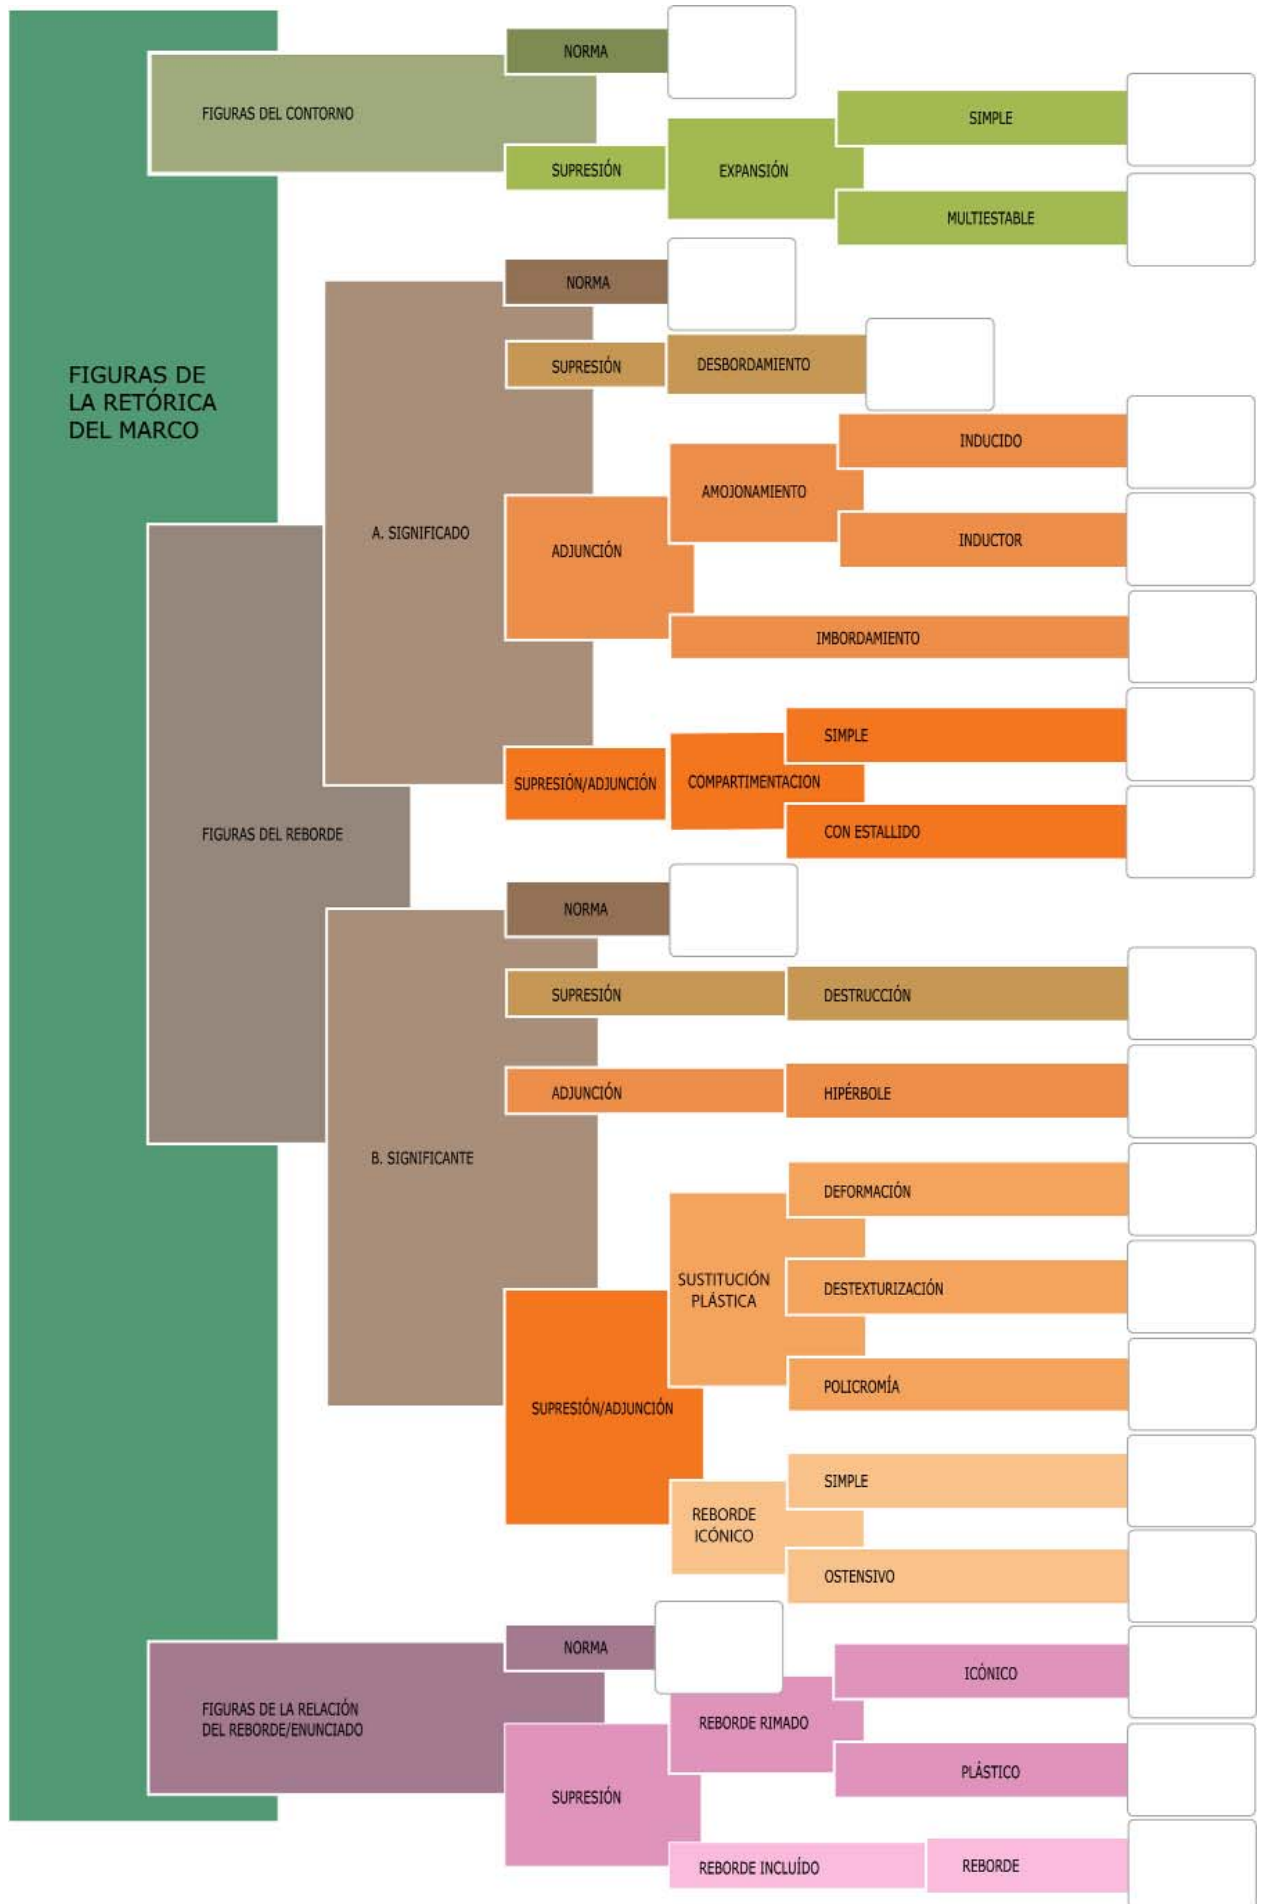 FIGURAS DE
LA RETÓRICA
DEL MARCO
FIGURAS DEL CONTORNO
NORMA
SUPRESIÓN
EXPANSIÓN
SIMPLE
MULTIESTABLE
FIGURAS DEL REBORDE
A. SIGNIFICADO
NORMA
SUPRESIÓN
DESBORDAMIENTO
ADJUNCIÓN
AMOJONAMIENTO
INDUCIDO
INDUCTOR
IMBORDAMIENTO
SUPRESIÓN/ADJUNCIÓN
COMPARTIMENTACION
SIMPLE
CON ESTALLIDO
B. SIGNIFICANTE
NORMA
SUPRESIÓN
DESTRUCCIÓN
ADJUNCIÓN
HIPÉRBOLE
SUPRESIÓN/ADJUNCIÓN
SUSTITUCIÓN
PLÁSTICA
DEFORMACIÓN
DESTEXTURIZACIÓN
POLICROMÍA
REBORDE
ICÓNICO
SIMPLE
OSTENSIVO
FIGURAS DE LA RELACIÓN
DEL REBORDE/ENUNCIADO
NORMA
SUPRESIÓN
REBORDE RIMADO
ICÓNICO
PLÁSTICO
REBORDE INCLUÍDO
REBORDE